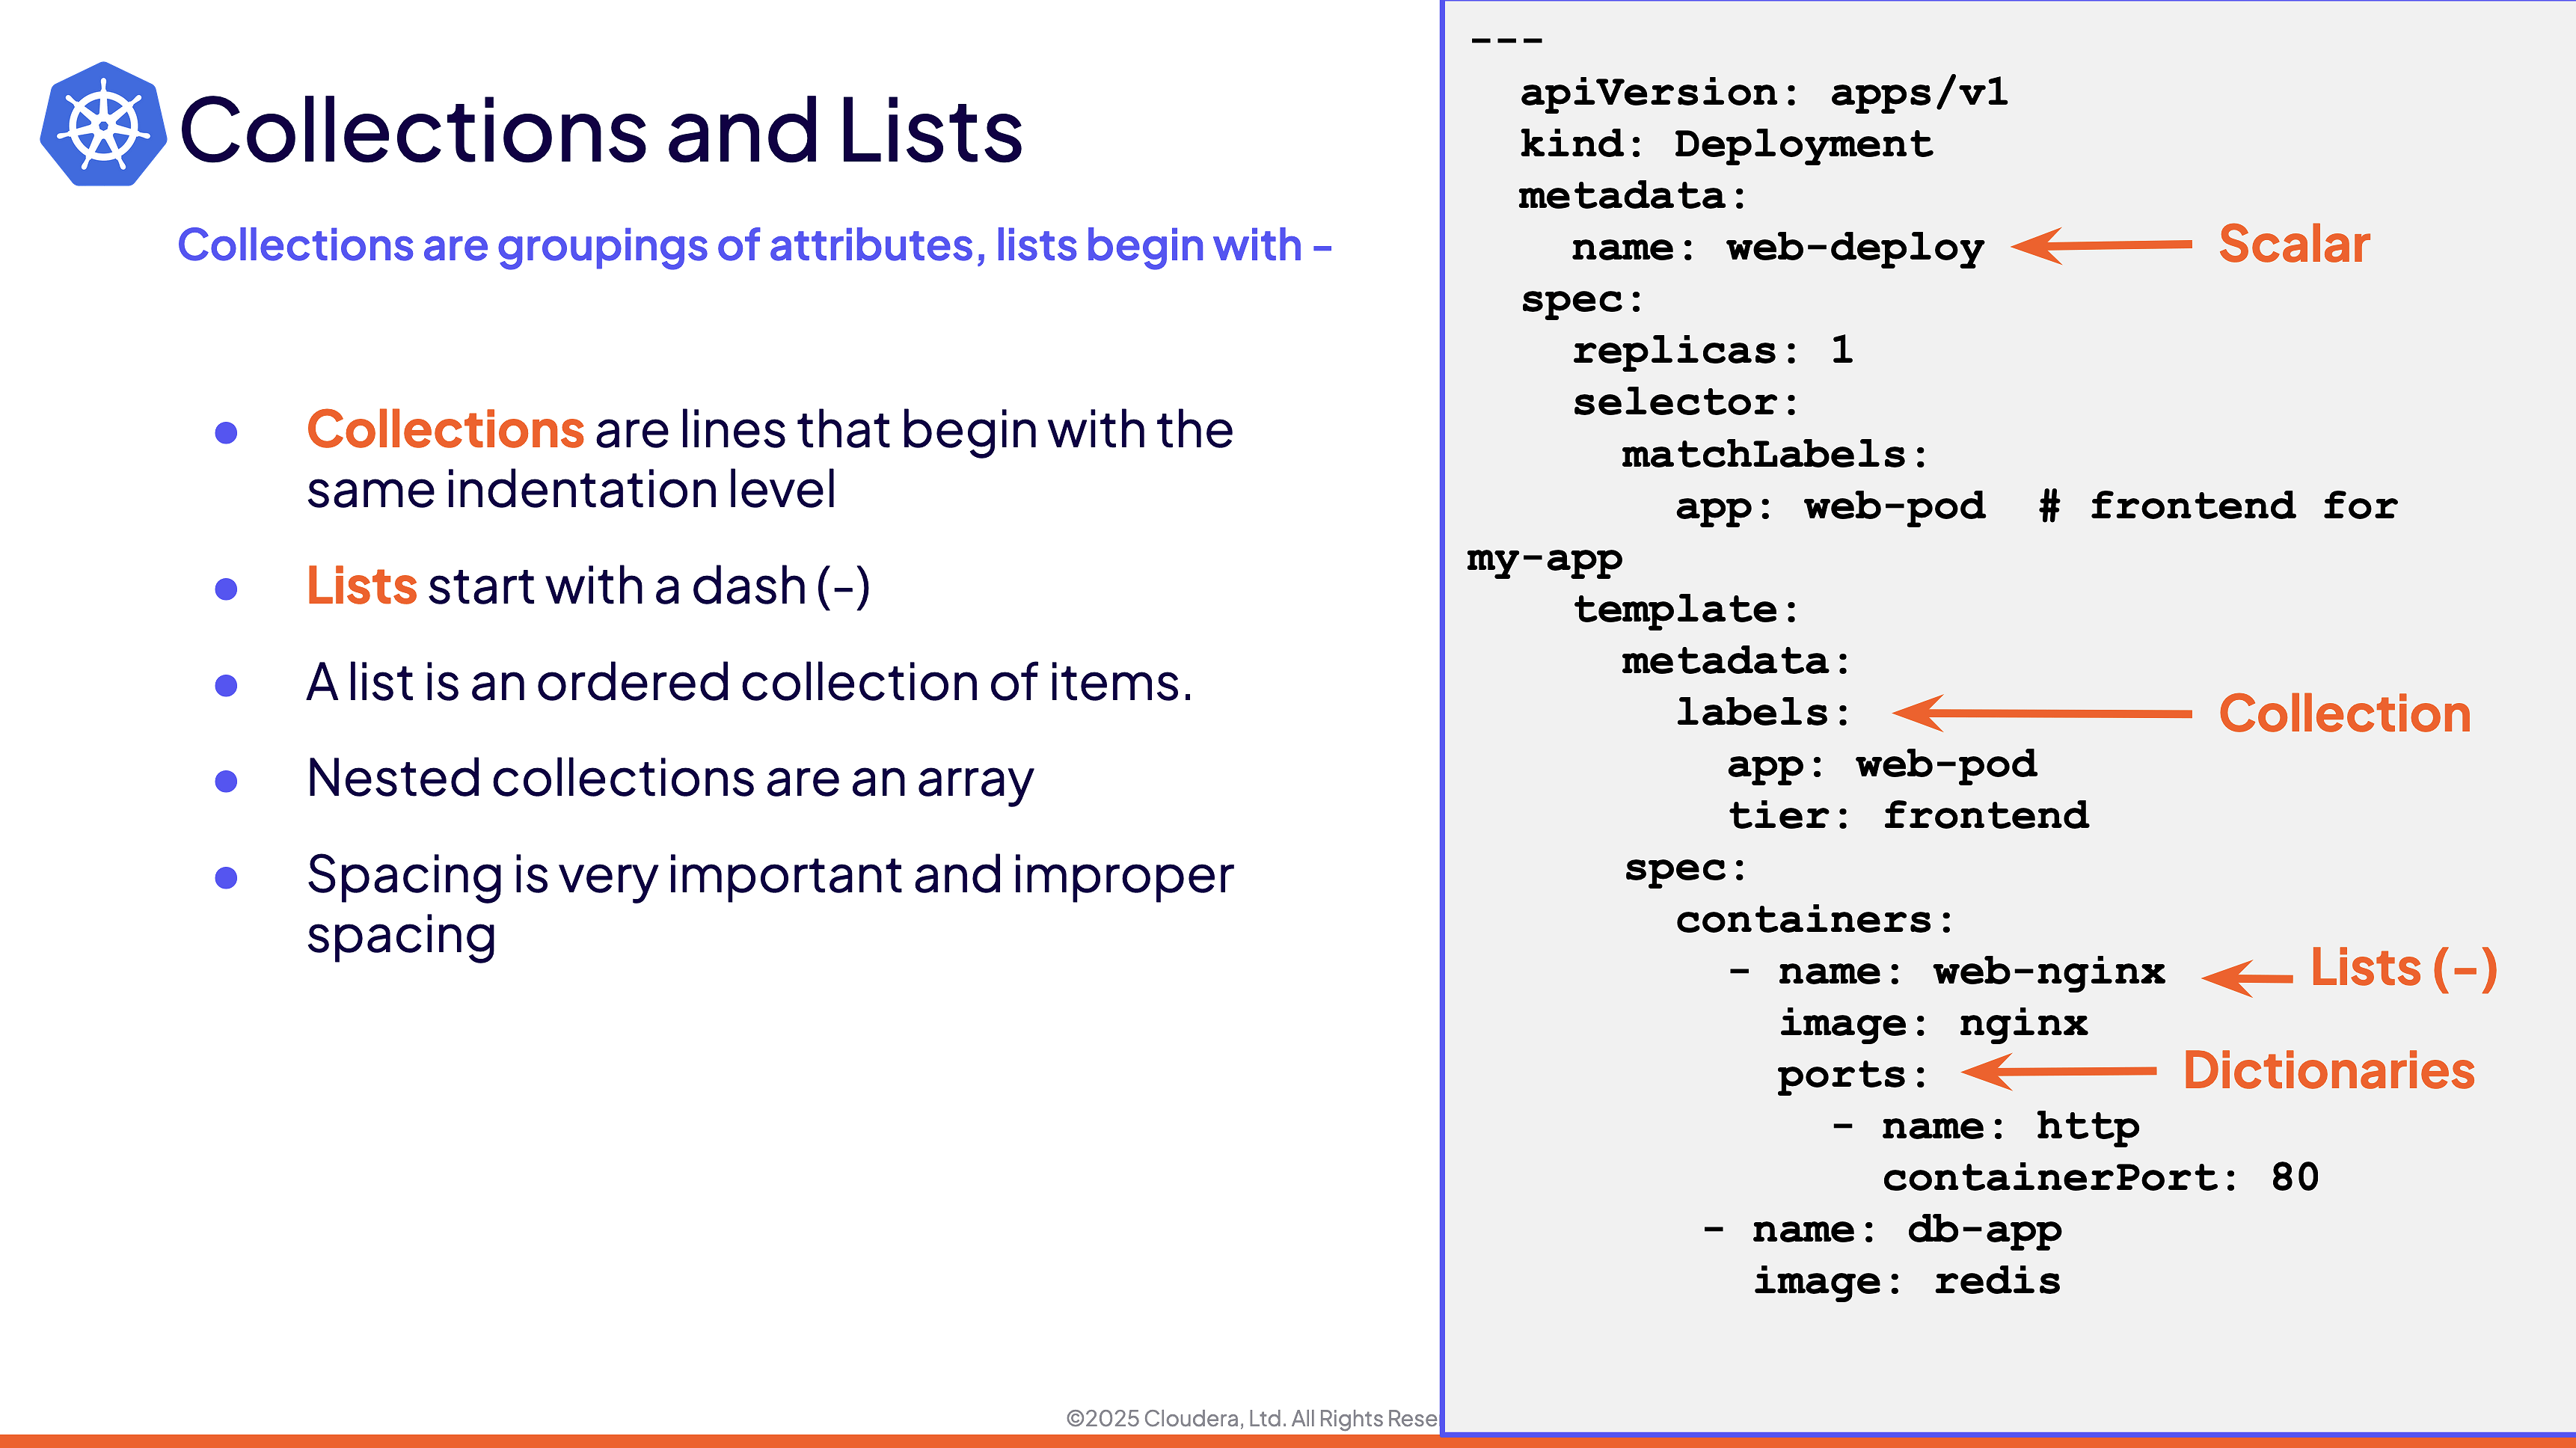 Collections and Lists
Collections are groupings of attributes, lists begin with -
● Collections are lines that begin with the
same indentation level
● Lists start with a dash (-)
● A list is an ordered collection of items.
● Nested collections are an array
● Spacing is very important and improper
spacing
---
  apiVersion: apps/v1
  kind: Deployment
  metadata:
    name: web-deploy
Scalar
  spec:
    replicas: 1
    selector:
      matchLabels:
        app: web-pod  # frontend for
my-app
    template:
      metadata:
        labels:
Collection
          app: web-pod
          tier: frontend
      spec:
        containers:
          - name: web-nginx
Lists (-)
            image: nginx
            ports:
Dictionaries
              - name: http
                containerPort: 80
         - name: db-app
           image: redis
©2025 Cloudera, Ltd. All Rights Rese